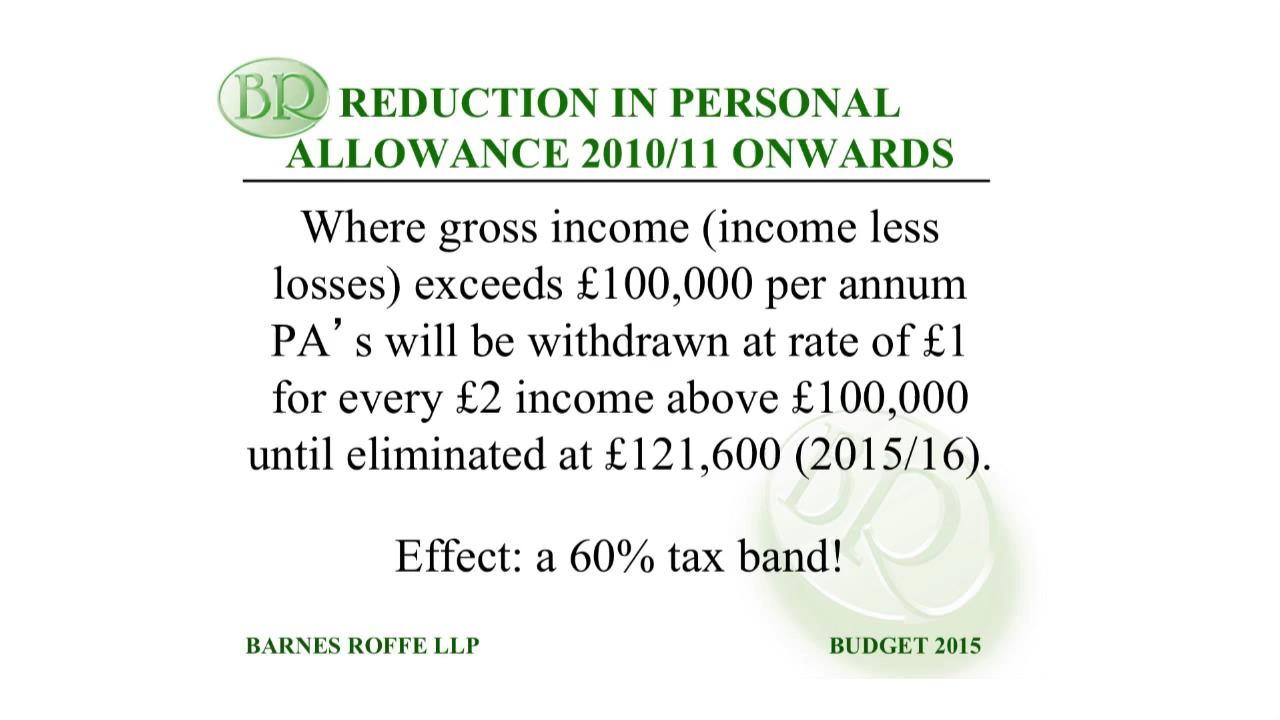 BR REDUCTION IN PERSONAL
ALLOWANCE 2010/11 ONWARDS
Where gross income (income less
losses) exceeds £100,000 per annum
PA’s will be withdrawn at rate of £1
for every £2 income above £100,000
until eliminated at £121,600 (2015/16).
Effect: a 60% tax band!
BR
BARNES ROFFE LLP BUDGET 2015